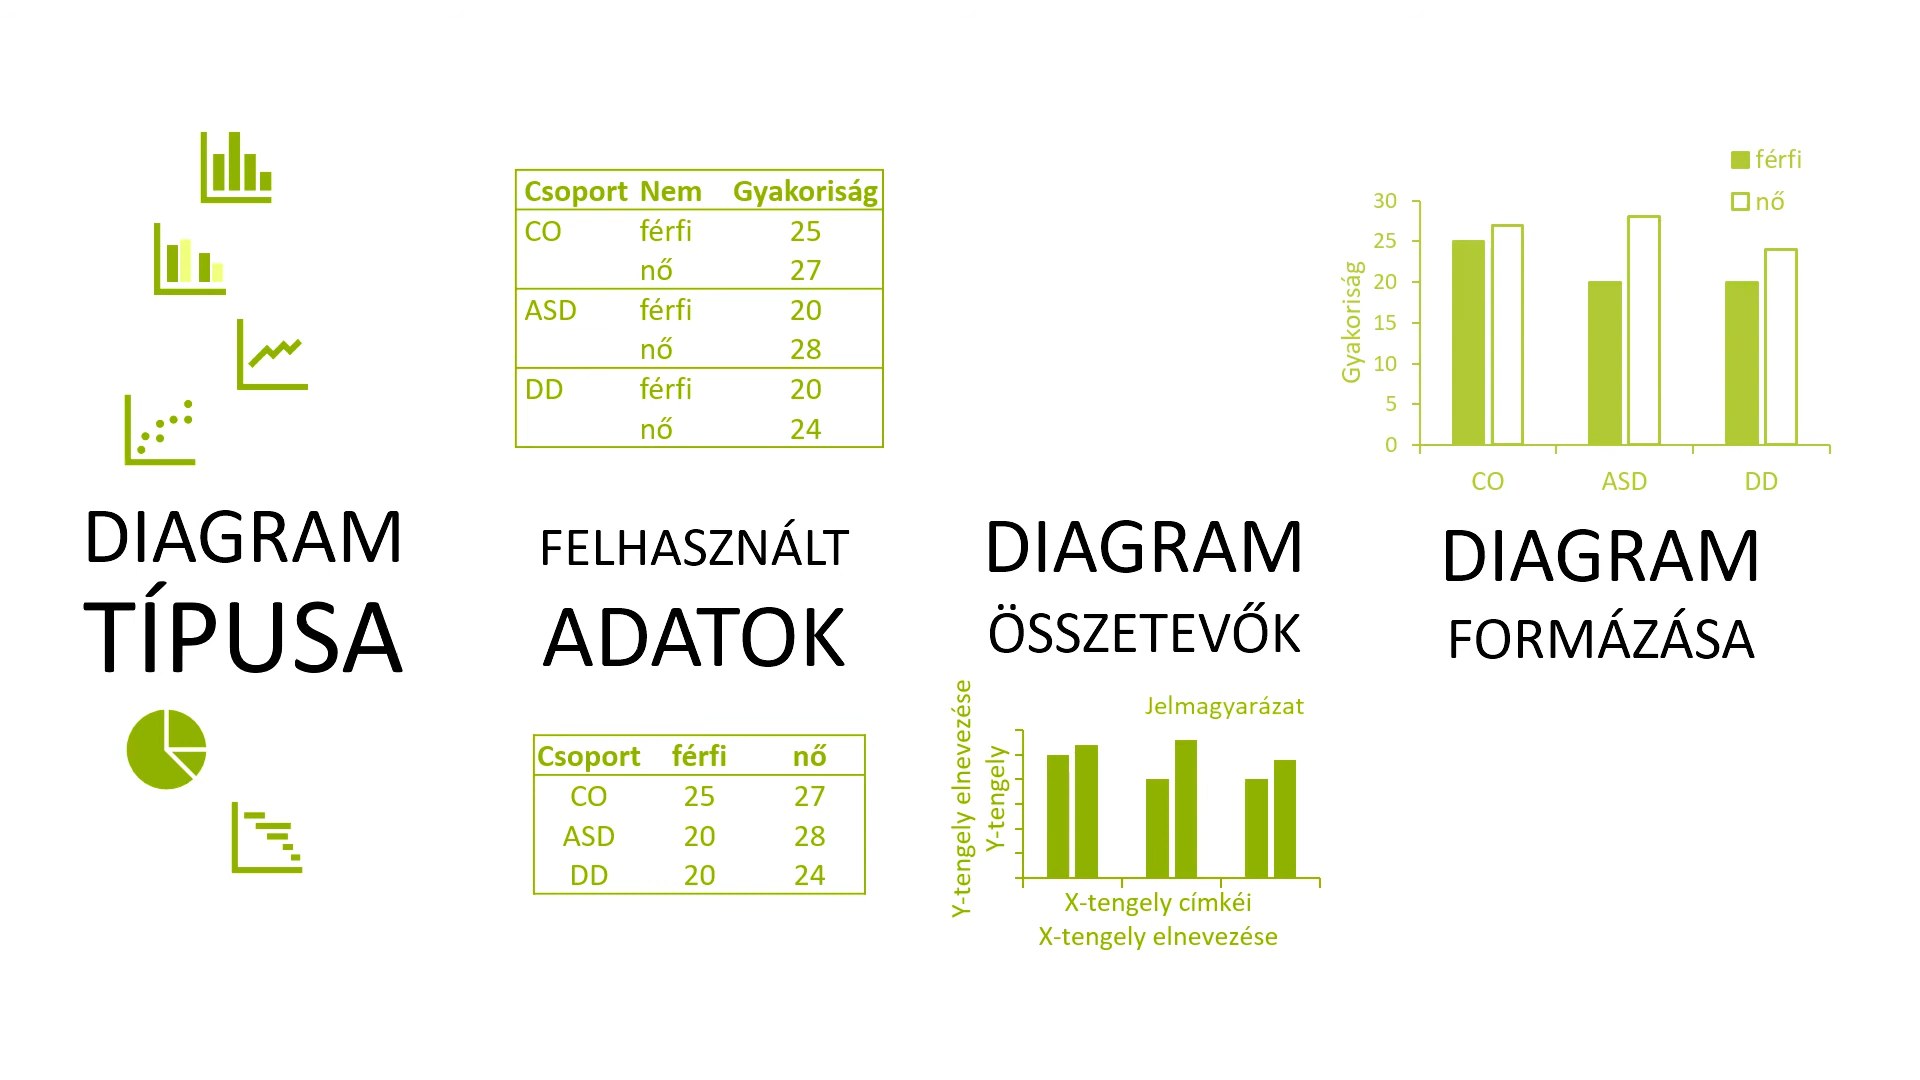 DIAGRAM
TÍPUSA
Csoport Nem Gyakoriság
CO férfi 25
nő 27
ASD férfi 20
nő 28
DD férfi 20
nő 24
FELHASZNÁLT
ADATOK
Csoport férfi nő
CO 25 27
ASD 20 28
DD 20 24
DIAGRAM
ÖSSZETEVŐK
Jelmagyarázat
Y-tengely elnevezése
Y-tengely
X-tengely címkéi
X-tengely elnevezése
férfi
nő
Gyakoriság
30
25
20
15
10
5
0
CO ASD DD
DIAGRAM
FORMÁZÁSA